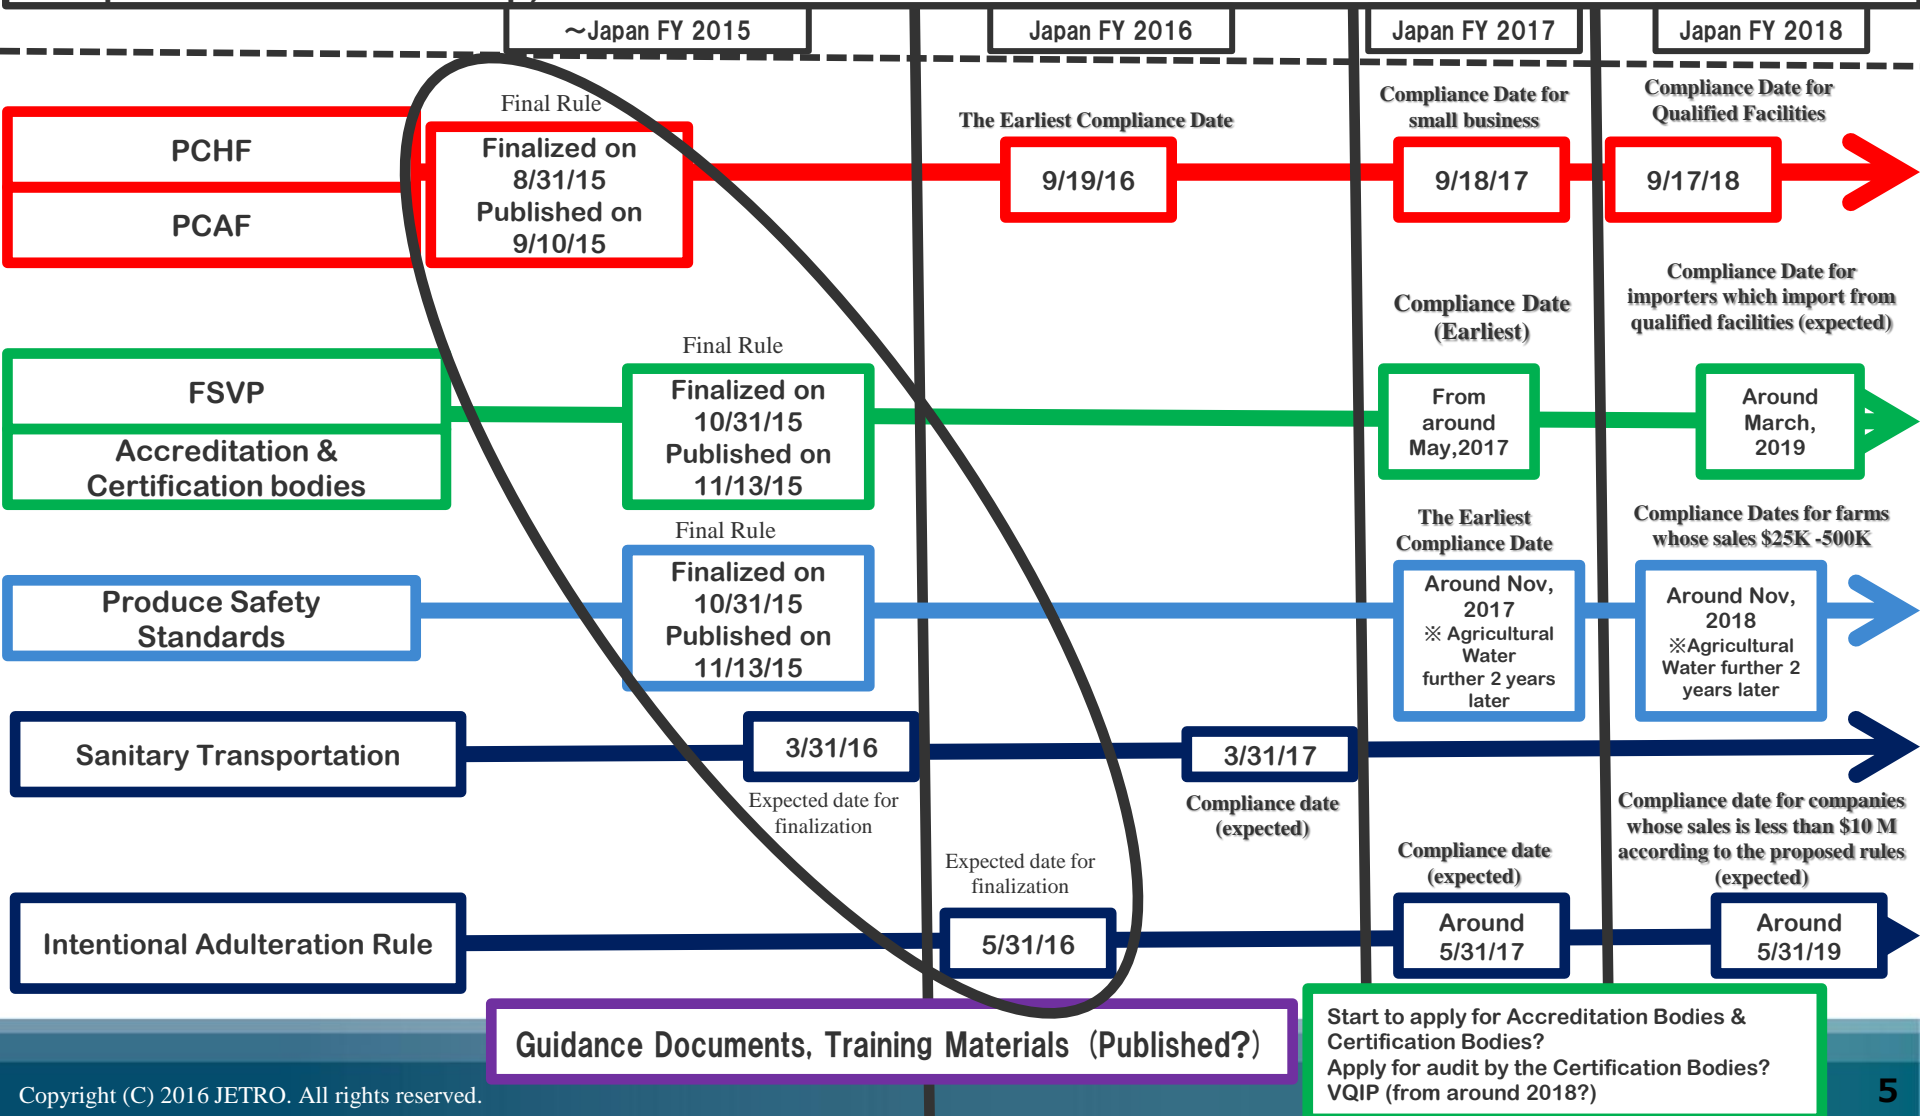 ~Japan FY 2015
Japan FY 2016
Japan FY 2017
Japan FY 2018
PCHF
PCAF
Final Rule
Finalized on
8/31/15
Published on
9/10/15
The Earliest Compliance Date
9/19/16
Compliance Date for
small business
9/18/17
Compliance Date for
Qualified Facilities
9/17/18
FSVP
Accreditation &
Certification bodies
Final Rule
Finalized on
10/31/15
Published on
11/13/15
Compliance Date
(Earliest)
From
around
May,2017
Compliance Date for
importers which import from
qualified facilities (expected)
Around
March,
2019
Produce Safety
Standards
Final Rule
Finalized on
10/31/15
Published on
11/13/15
The Earliest
Compliance Date
Around Nov,
2017
※ Agricultural
Water
further 2 years
later
Compliance Dates for farms
whose sales $25K -500K
Around Nov,
2018
※Agricultural
Water further 2
years later
Sanitary Transportation
3/31/16
Expected date for
finalization
3/31/17
Compliance date
(expected)
Intentional Adulteration Rule
Expected date for
finalization
5/31/16
Compliance date
(expected)
Around
5/31/17
Compliance date for companies
whose sales is less than $10 M
according to the proposed rules
(expected)
Around
5/31/19
Guidance Documents, Training Materials (Published?)
Start to apply for Accreditation Bodies &
Certification Bodies?
Apply for audit by the Certification Bodies?
VQIP (from around 2018?)
Copyright (C) 2016 JETRO. All rights reserved.
5